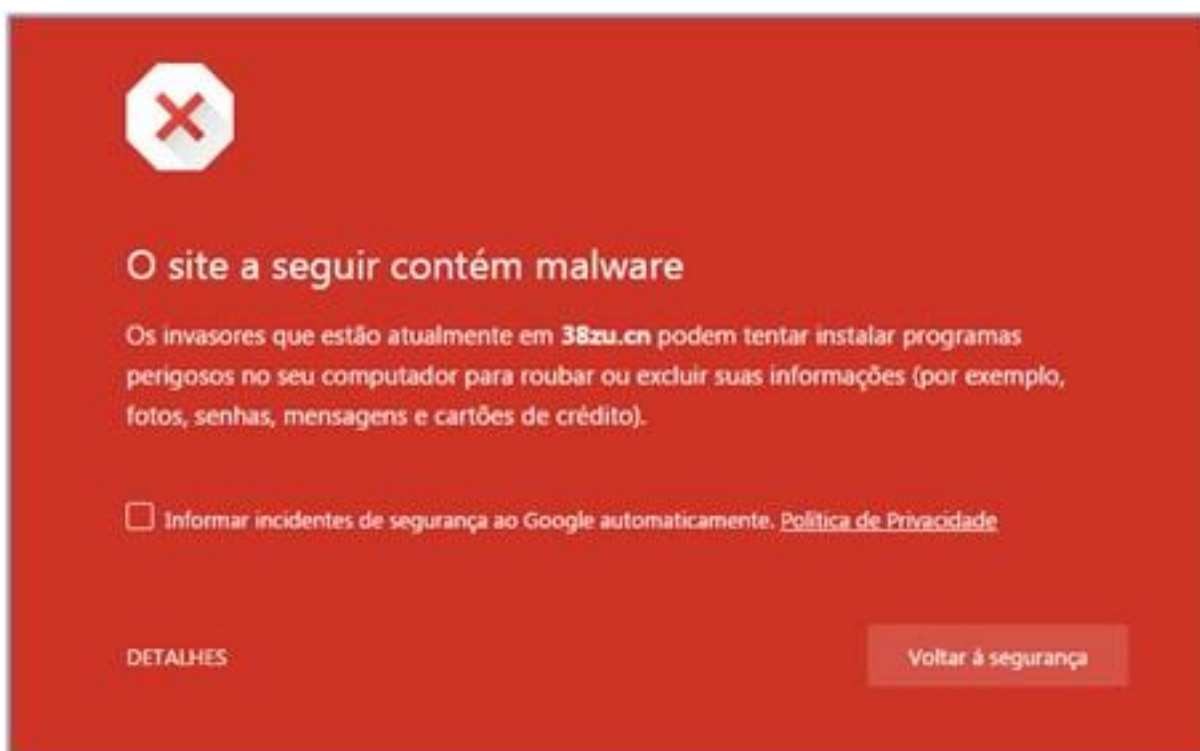 O site a seguir contém malware
Os invasores que estão atualmente em 38zu.cn podem tentar instalar programas
perigosos no seu computador para roubar ou excluir suas informações (por exemplo,
fotos, senhas, mensagens e cartões de crédito).
Informar incidentes de segurança ao Google automaticamente. Política de Privacidade
DETALHES
Voltar á segurança